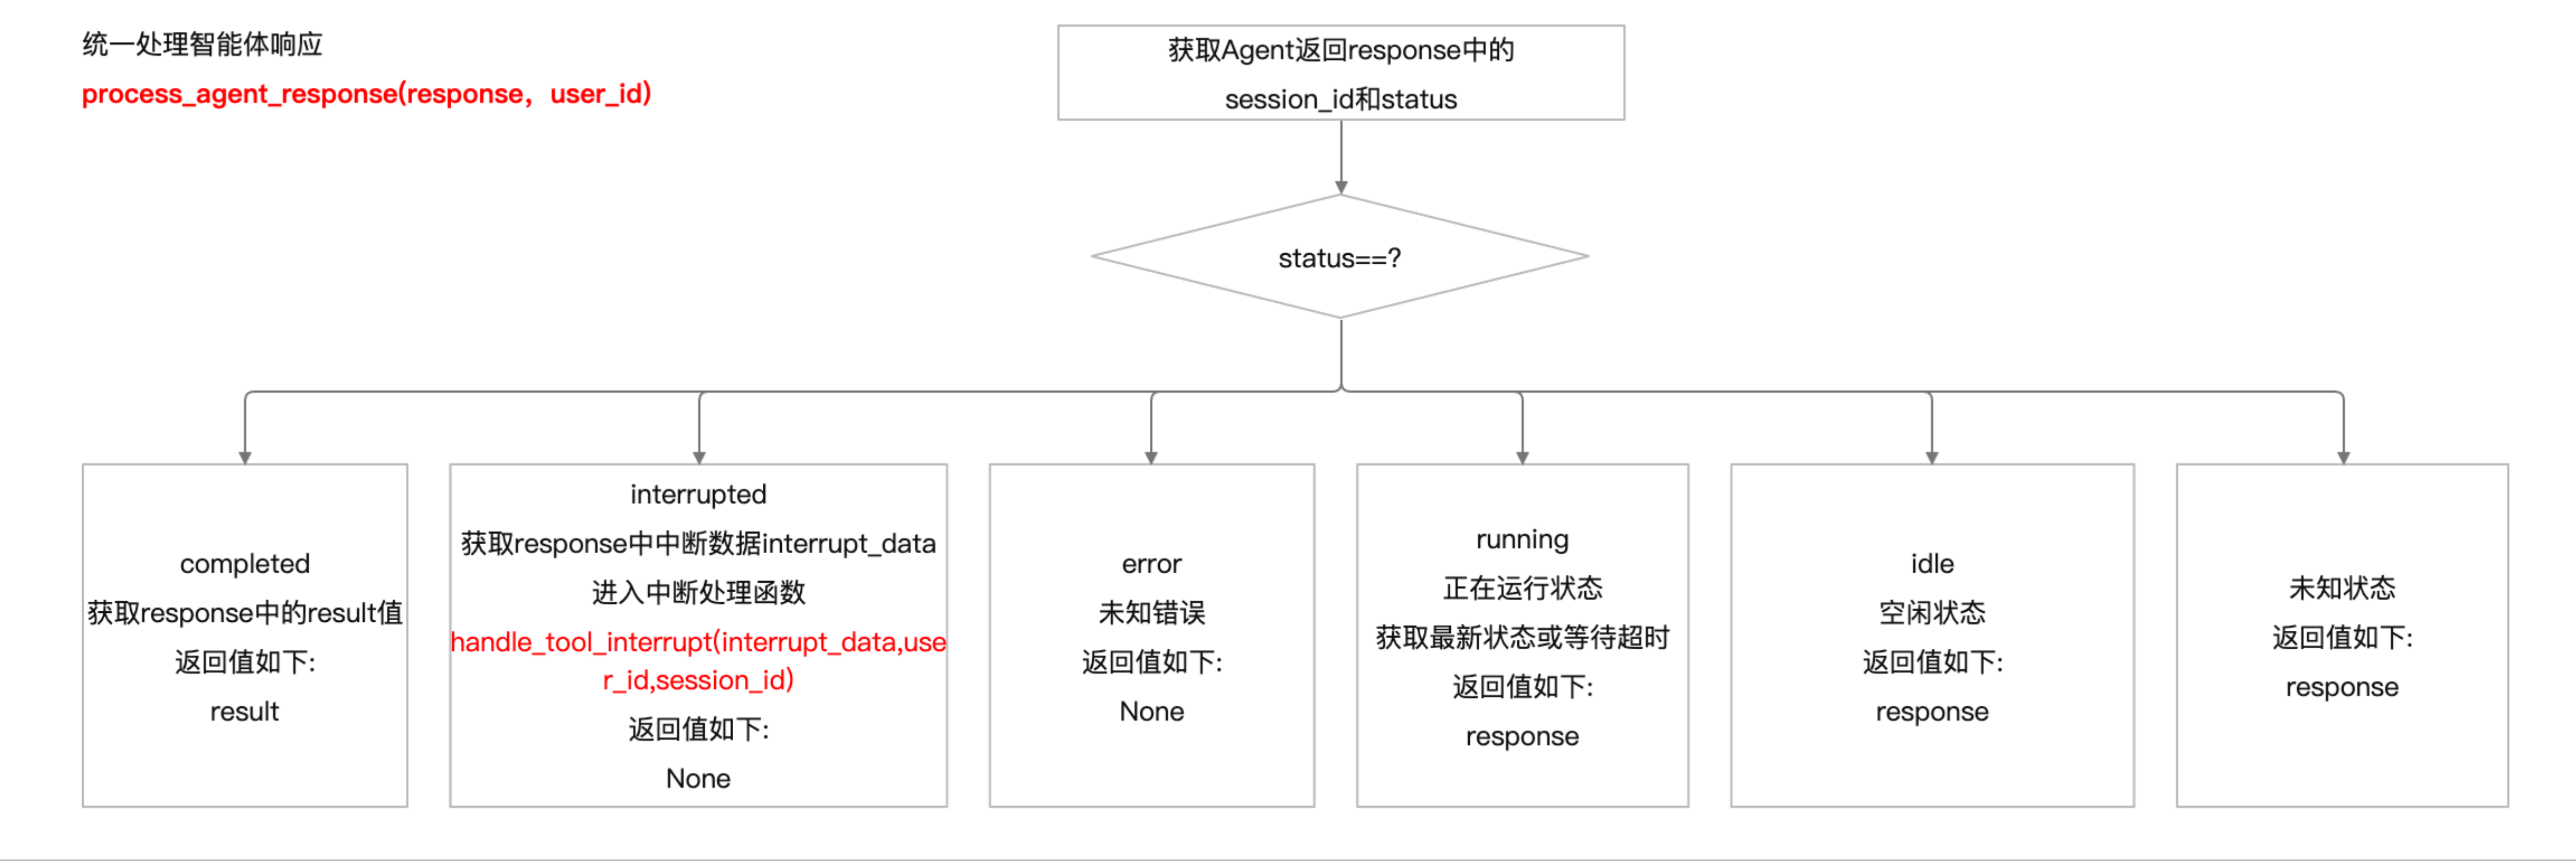 统一处理智能体响应
process_agent_response(response，user_id)
获取Agent返回response中的
session_id和status
status==?
completed
获取response中的result值
返回值如下:
result
interrupted
获取response中中断数据interrupt_data
进入中断处理函数
handle_tool_interrupt(interrupt_data,use
r_id,session_id)
返回值如下:
None
error
未知错误
返回值如下:
None
running
正在运行状态
获取最新状态或等待超时
返回值如下:
response
idle
空闲状态
返回值如下:
response
未知状态
返回值如下:
response